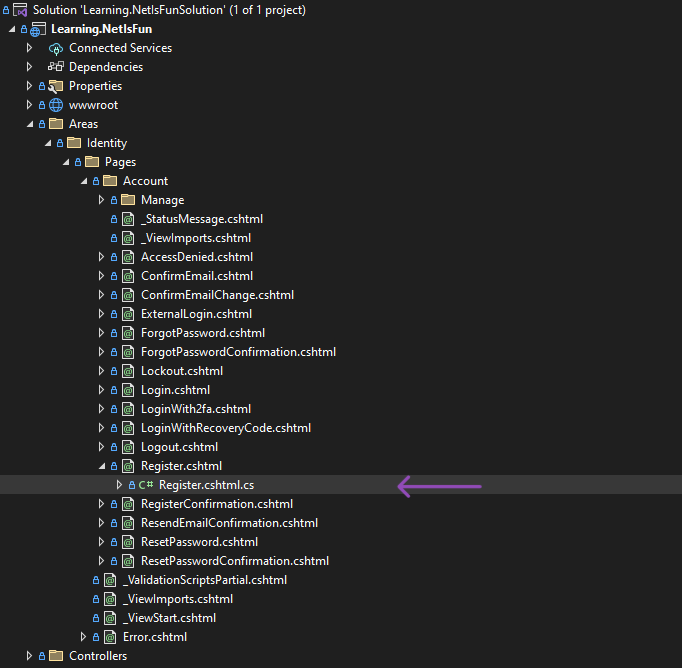 Solution 'Learning.NetIsFunSolution' (1 of 1 project)
Learning.NetIsFun
Connected Services
Dependencies
Properties
wwwroot
Areas
Identity
Pages
Account
Manage
_StatusMessage.cshtml
_ViewImports.cshtml
AccessDenied.cshtml
ConfirmEmail.cshtml
ConfirmEmailChange.cshtml
ExternalLogin.cshtml
ForgotPassword.cshtml
ForgotPasswordConfirmation.cshtml
Lockout.cshtml
Login.cshtml
LoginWith2fa.cshtml
LoginWithRecoveryCode.cshtml
Logout.cshtml
Register.cshtml
C# Register.cshtml.cs
RegisterConfirmation.cshtml
ResendEmailConfirmation.cshtml
ResetPassword.cshtml
ResetPasswordConfirmation.cshtml
_ValidationScriptsPartial.cshtml
_ViewImports.cshtml
_ViewStart.cshtml
Error.cshtml
Controllers